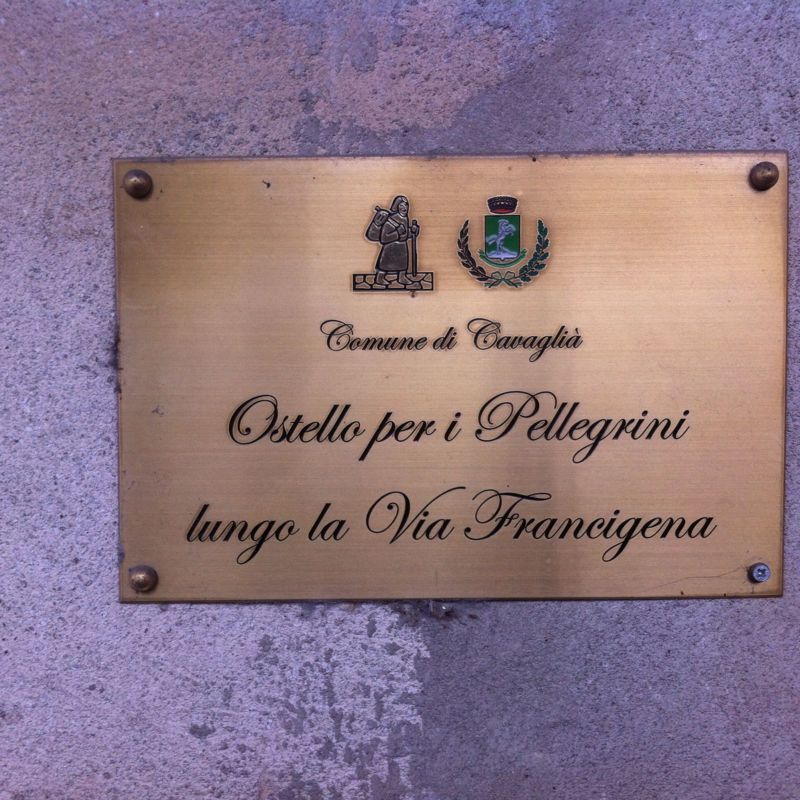 Comune di Cavaglià
Ostello per i Pellegrini
lungo la Via Francigena